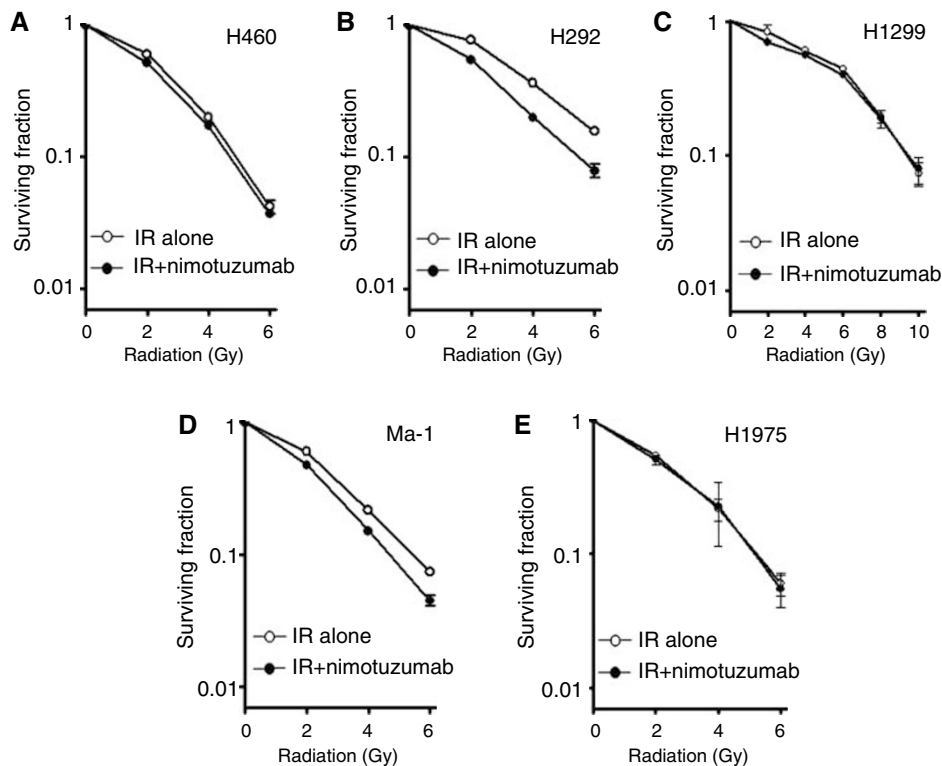 A
H460
1
0.1
0.01
Surviving fraction
IR alone
IR+nimotuzumab
0 2 4 6
Radiation (Gy)
B
H292
1
0.1
0.01
Surviving fraction
IR alone
IR+nimotuzumab
0 2 4 6
Radiation (Gy)
C
H1299
1
0.1
0.01
Surviving fraction
IR alone
IR+nimotuzumab
0 2 4 6 8 10
Radiation (Gy)
D
Ma-1
1
0.1
0.01
Surviving fraction
IR alone
IR+nimotuzumab
0 2 4 6
Radiation (Gy)
E
H1975
1
0.1
0.01
Surviving fraction
IR alone
IR+nimotuzumab
0 2 4 6
Radiation (Gy)